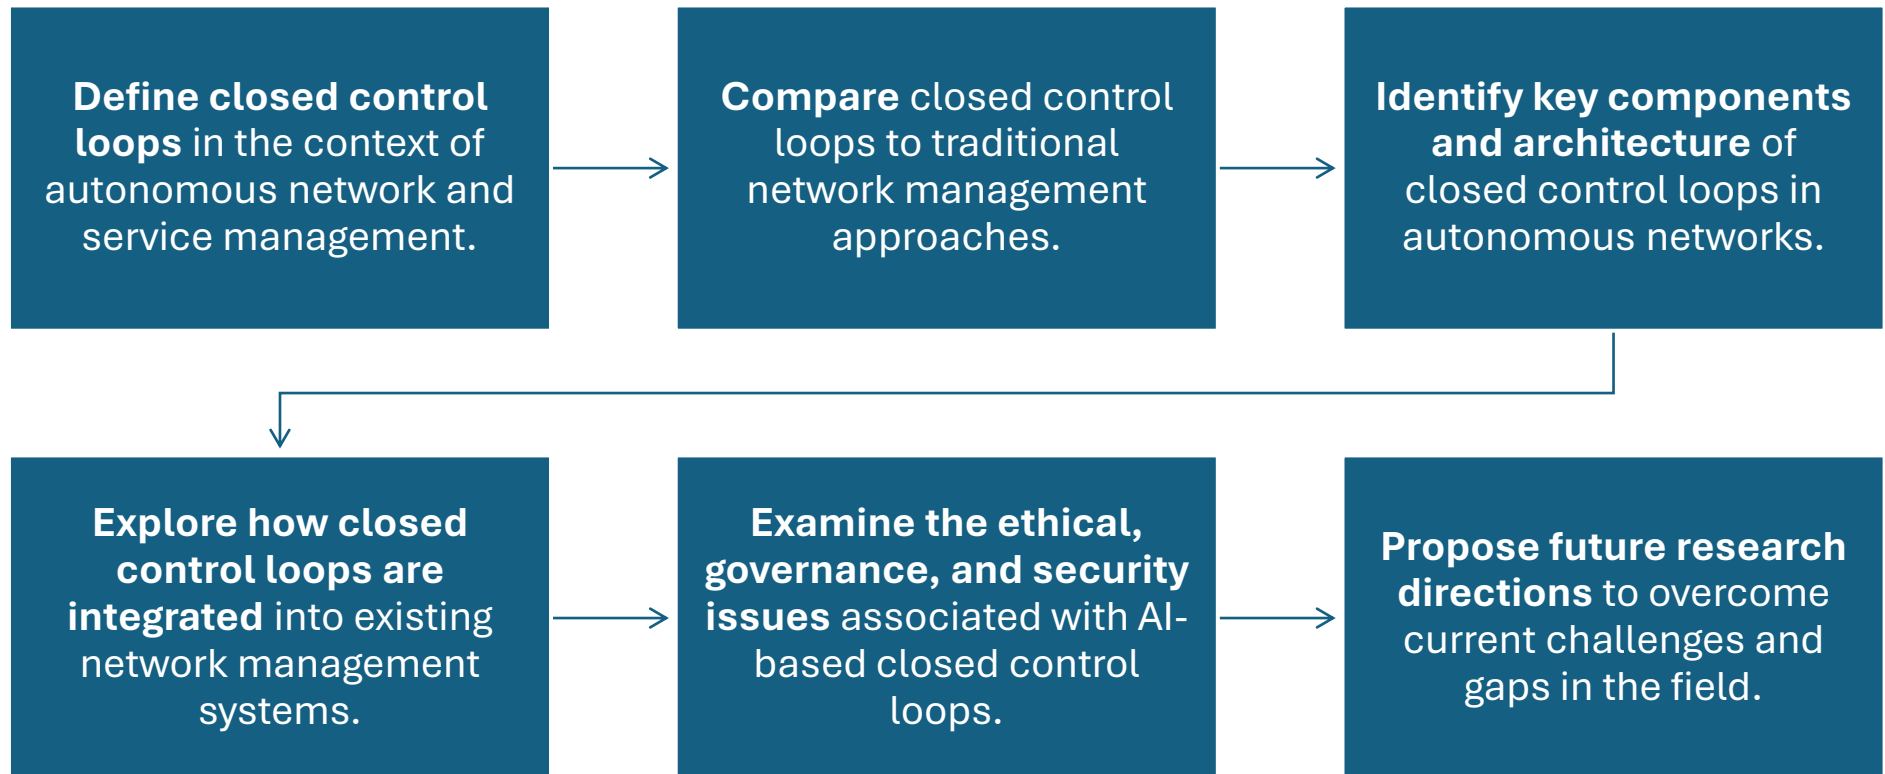 Define closed control
loops in the context of
autonomous network and
service management.
Compare closed control
loops to traditional
network management
approaches.
Identify key components
and architecture of
closed control loops in
autonomous networks.
Explore how closed
control loops are
integrated into existing
network management
systems.
Examine the ethical,
governance, and security
issues associated with AI-
based closed control
loops.
Propose future research
directions to overcome
current challenges and
gaps in the field.